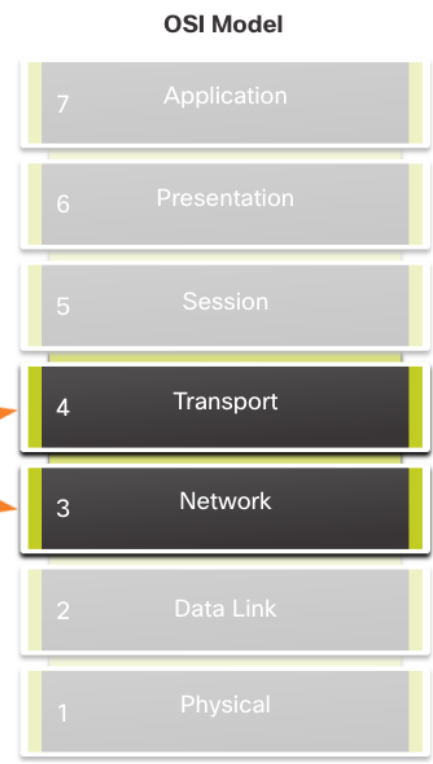 OSI Model
7 Application
6 Presentation
5 Session
4 Transport
3 Network
2 Data Link
1 Physical